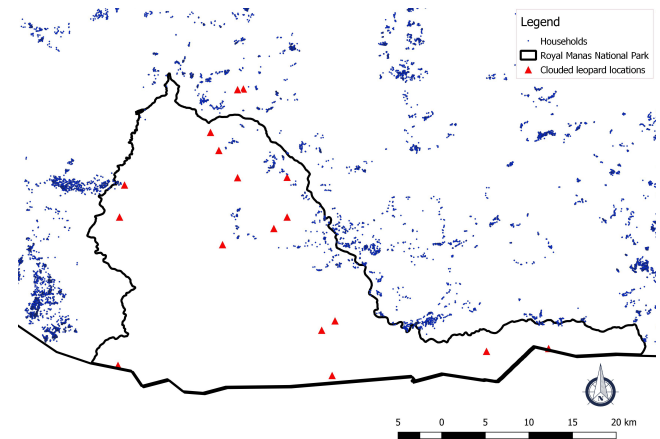 Legend
Households
Royal Manas National Park
Clouded leopard locations
N
5 0 5 10 15 20 km